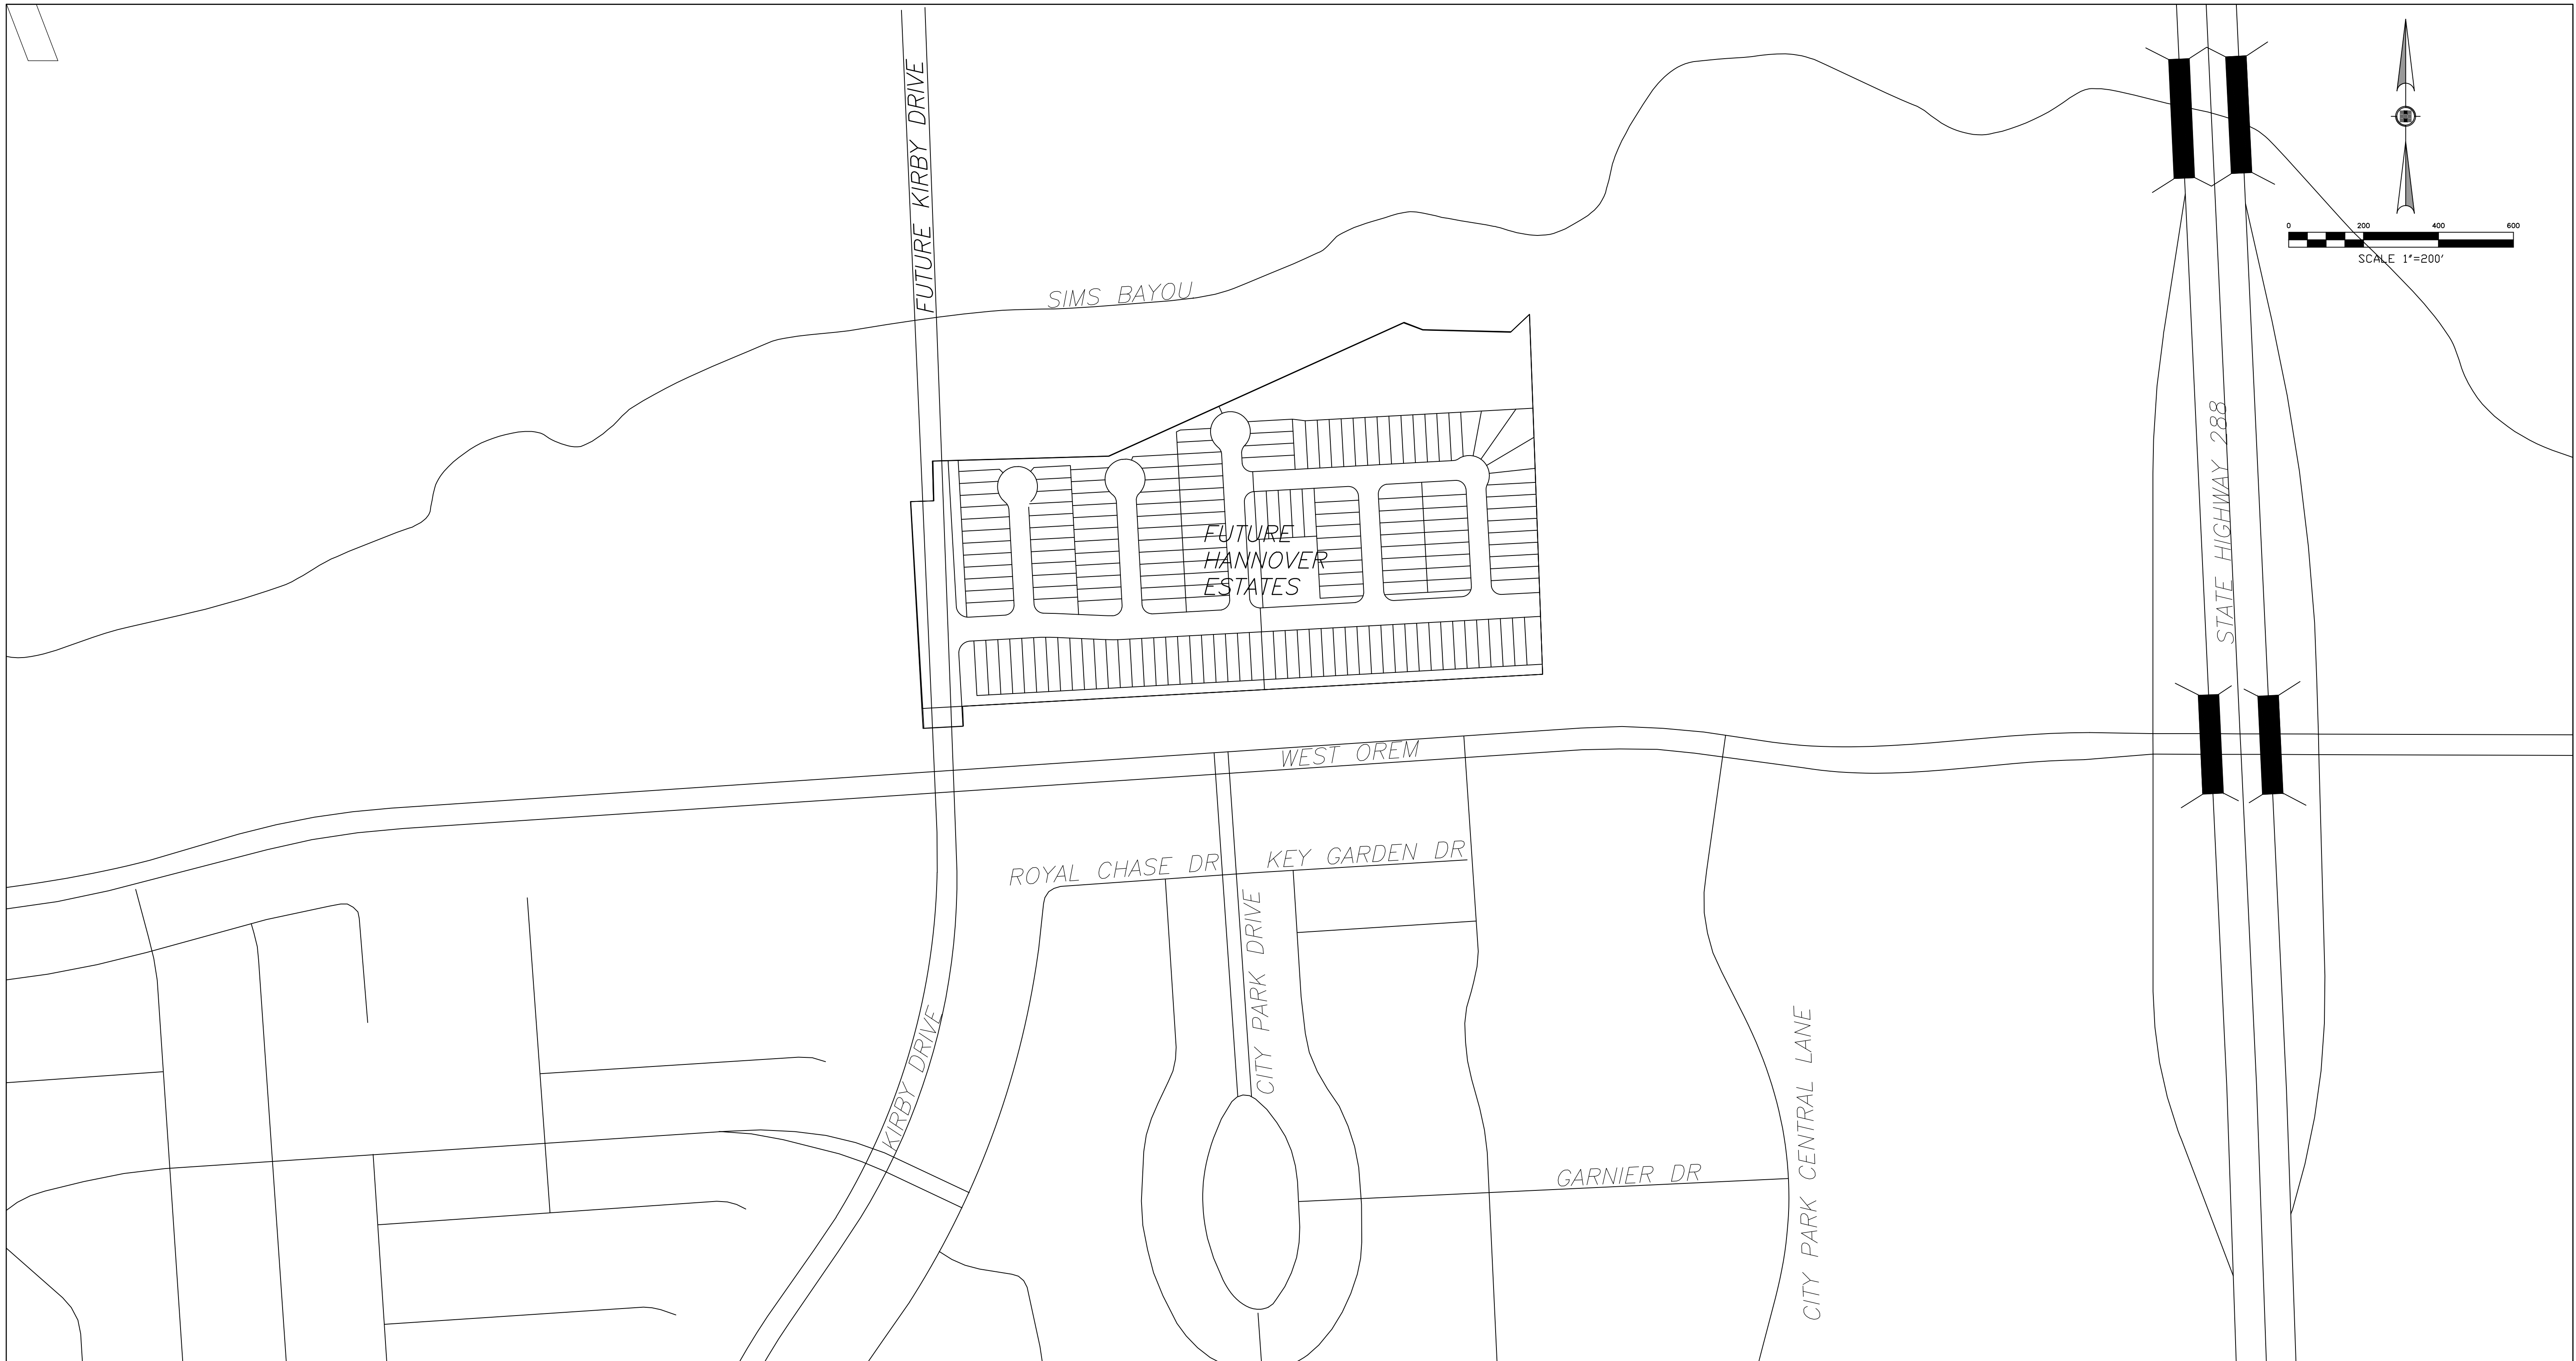 FUTURE KIRBY DRIVE
SIMS BAYOU
0 200 400 600
SCALE 1"=200'
STATE HIGHWAY 288
FUTURE
HANNOVER
ESTATES
WEST OREM
ROYAL CHASE DR
KEY GARDEN DR
CITY PARK DRIVE
KIRBY DRIVE
CITY PARK CENTRAL LANE
GARNIER DR